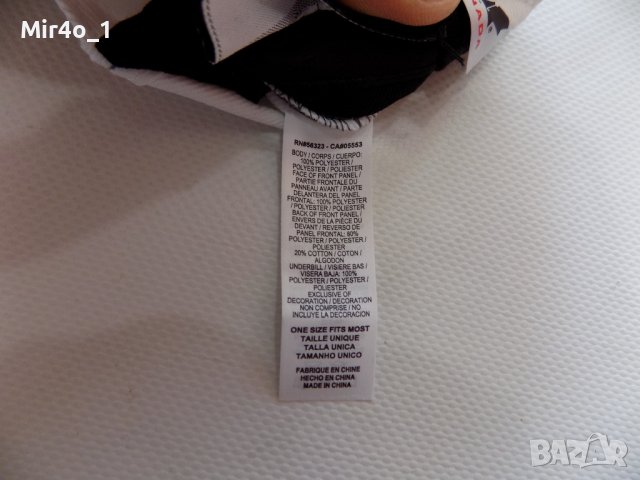 Mir4o_1
NADA
RN#56323 - CA#05553
BODY / CORPS / CUERPO:
100% POLYESTER /
POLYESTER / POLIESTER
FACE OF FRONT PANEL /
PARTIE FRONTALE DU
PANNEAU AVANT / PARTE
DELANTERA DEL PANEL
FRONTAL: 100% POLYESTER
/ POLYESTER / POLIESTER
BACK OF FRONT PANEL /
ENVERS DE LA PIÈCE DU
DEVANT / REVERSO DE
PANEL FRONTAL: 80%
POLYESTER / POLYESTER /
POLIESTER
20% COTTON / COTON /
ALGODON
UNDERBILL / VISIERE BAS /
VISERA BAJA: 100%
POLYESTER / POLYESTER /
POLIESTER
EXCLUSIVE OF
DECORATION / DECORATION
NON COMPRISE / NO
INCLUYE LA DECORACION
ONE SIZE FITS MOST
TAILLE UNIQUE
TALLA UNICA
TAMANHO UNICO
FABRIQUE EN CHINE
HECHO EN CHINA
MADE IN CHINA
BAZAR